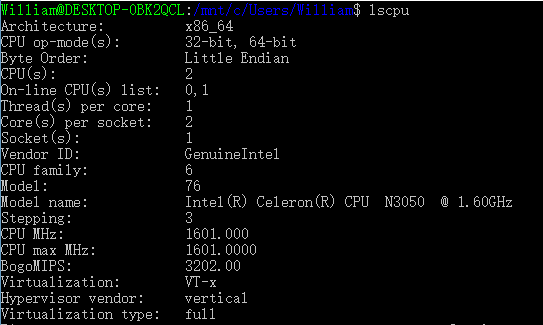 William@DESKTOP-OBK2QCL:/mnt/c/Users/William$ lscpu
Architecture: x86_64
CPU op-mode(s): 32-bit, 64-bit
Byte Order: Little Endian
CPU(s): 2
On-line CPU(s) list: 0,1
Thread(s) per core: 1
Core(s) per socket: 2
Socket(s): 1
Vendor ID: GenuineIntel
CPU family: 6
Model: 76
Model name: Intel(R) Celeron(R) CPU N3050 @ 1.60GHz
Stepping: 3
CPU MHz: 1601.000
CPU max MHz: 1601.0000
BogoMIPS: 3202.00
Virtualization: VT-x
Hypervisor vendor: vertical
Virtualization type: full